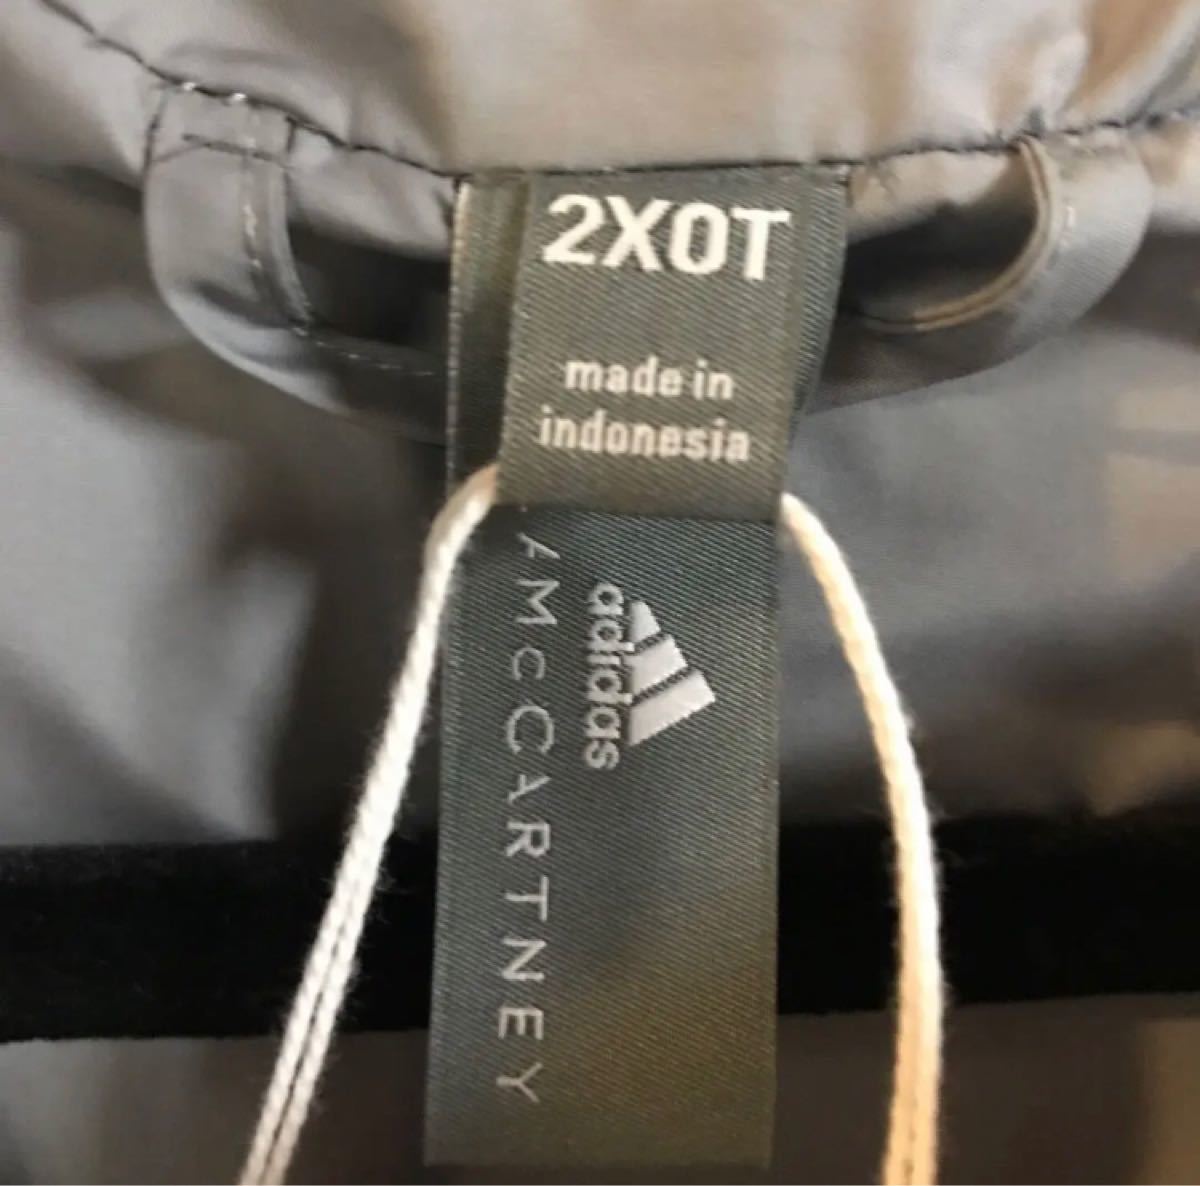 2XOT
made in
indonesia
adidas
A MCCARTNEY